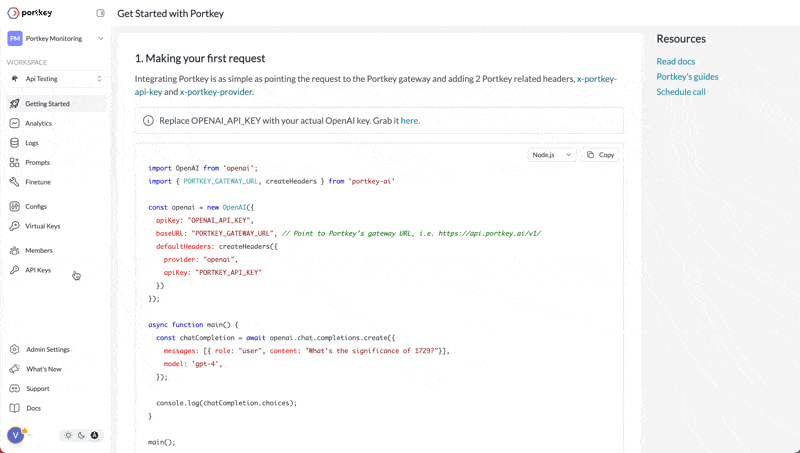 portkey
Get Started with Portkey
PM Portkey Monitoring
WORKSPACE
Api Testing
Getting Started
Analytics
Logs
Prompts
Finetune
Configs
Virtual Keys
Members
API Keys
Admin Settings
What's New
Support
Docs
V
1. Making your first request
Integrating Portkey is as simple as pointing the request to the Portkey gateway and adding 2 Portkey related headers, x-portkey-
api-key and x-portkey-provider.
Replace OPENAI_API_KEY with your actual OpenAI key. Grab it here.
Node.js
Copy
import OpenAI from 'openai';
import { PORTKEY_GATEWAY_URL, createHeaders } from 'portkey-ai'
const openai = new OpenAI({
apiKey: "OPENAI_API_KEY",
baseURL: "PORTKEY_GATEWAY_URL", // Point to Portkey's gateway URL, i.e. https://api.portkey.ai/v1/
defaultHeaders: createHeaders({
provider: "openai",
apiKey: "PORTKEY_API_KEY"
})
});
async function main() {
const chatCompletion = await openai.chat.completions.create({
messages: [{ role: "user", content: "What's the significance of 1729?"}],
model: 'gpt-4',
});
console.log(chatCompletion.choices);
}
main();
Resources
Read docs
Portkey's guides
Schedule call